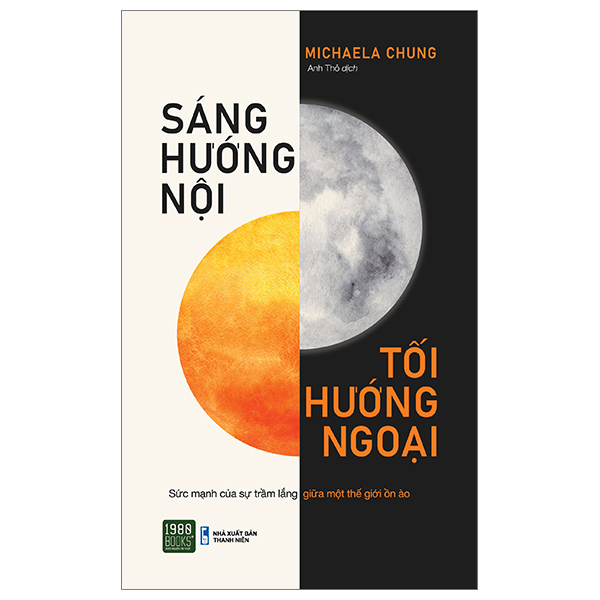 MICHAELA CHUNG
Anh Thỏ dịch
SÁNG
HƯỚNG
NỘI
TỐI
HƯỚNG
NGOẠI
Sức mạnh của sự trầm lắng giữa một thế giới ồn ào
1980
BOOKS
NHÀ XUẤT BẢN
THANH NIÊN